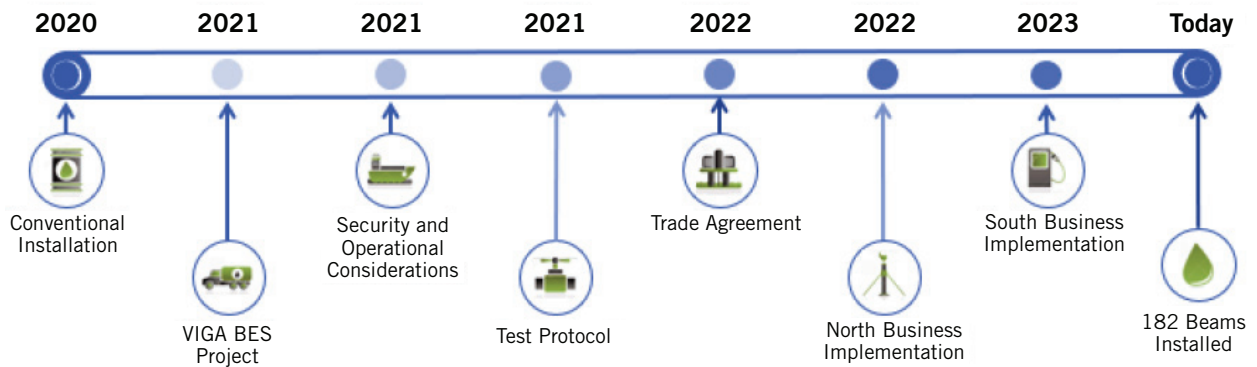 2020
2021
2021
2021
2022
2022
2023
Today
Conventional
Installation
VIGA BES
Project
Security and
Operational
Considerations
Test Protocol
Trade Agreement
North Business
Implementation
South Business
Implementation
182 Beams
Installed